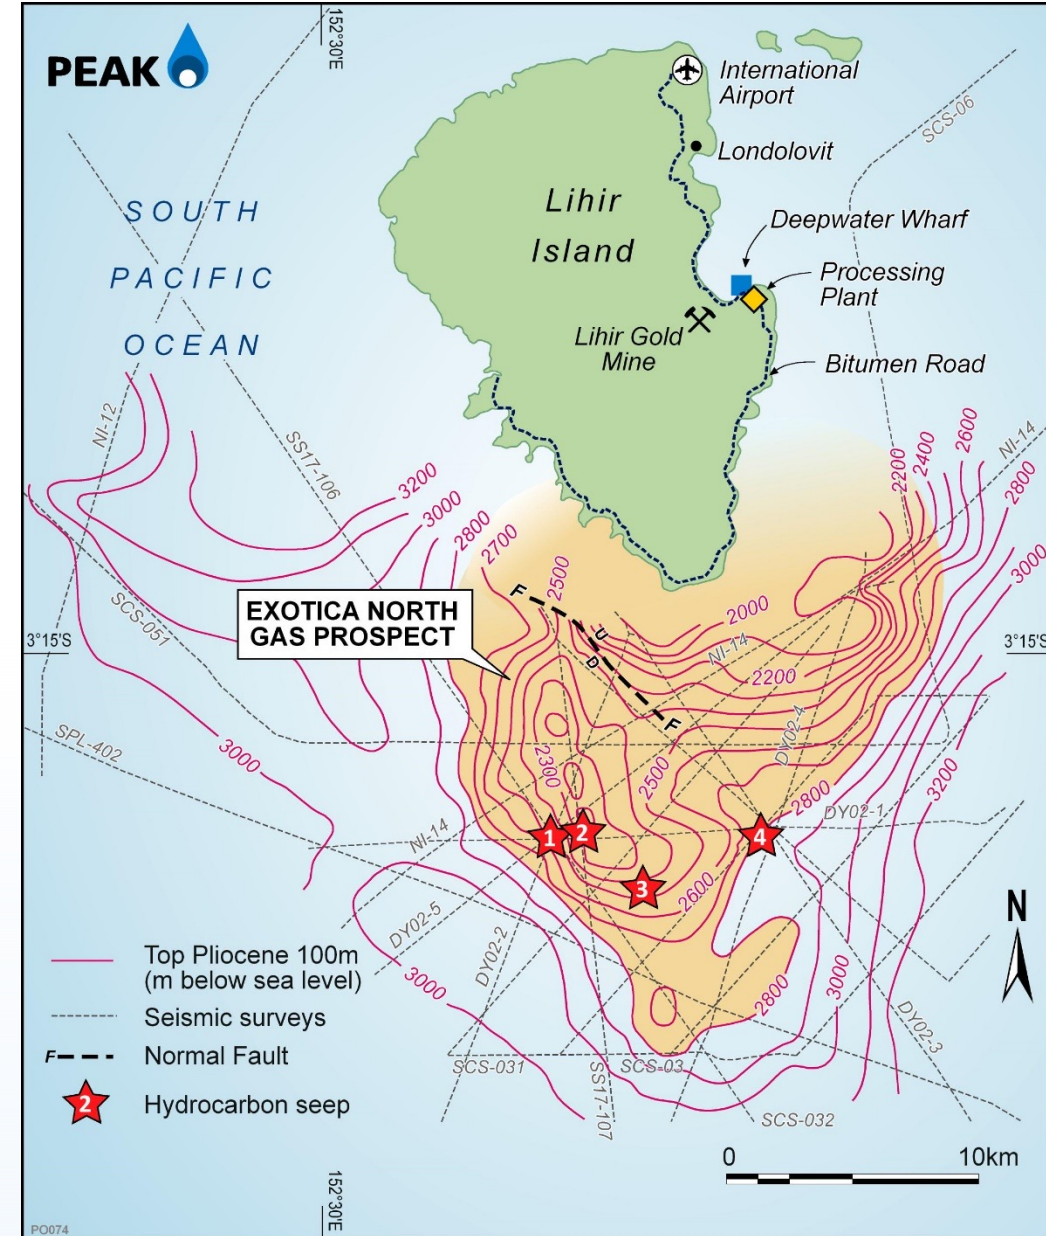 PEAK
152°30'E
International
Airport
Londolovit
SCS-06
Lihir
Island
SOUTH
PACIFIC
OCEAN
Deepwater Wharf
Processing
Plant
Lihir Gold
Mine
Bitumen Road
NI-12
SS17-106
3200
3000
2800
2700
2500
2200
2400
2600
NI-14
2800
3000
EXOTICA NORTH
GAS PROSPECT
F
U
D
F
2000
NI-14
2200
SCS-051
3°15'S
3°15'S
SPL-402
3000
2300
2500
DY02-4
2800
3200
DY02-1
NI-14
1
2
3
4
2600
DY02-5
DY02-2
3000
2800
3000
DY02-3
N
Top Pliocene 100m
(m below sea level)
Seismic surveys
F
Normal Fault
2
Hydrocarbon seep
SCS-031
SCS-03
SS17-107
SCS-032
0
10km
152°30'E
PO074